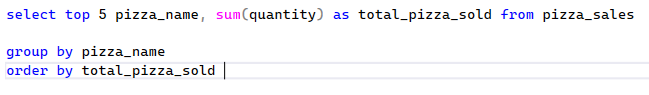 select top 5 pizza_name, sum(quantity) as total_pizza_sold from pizza_sales
group by pizza_name
order by total_pizza_sold